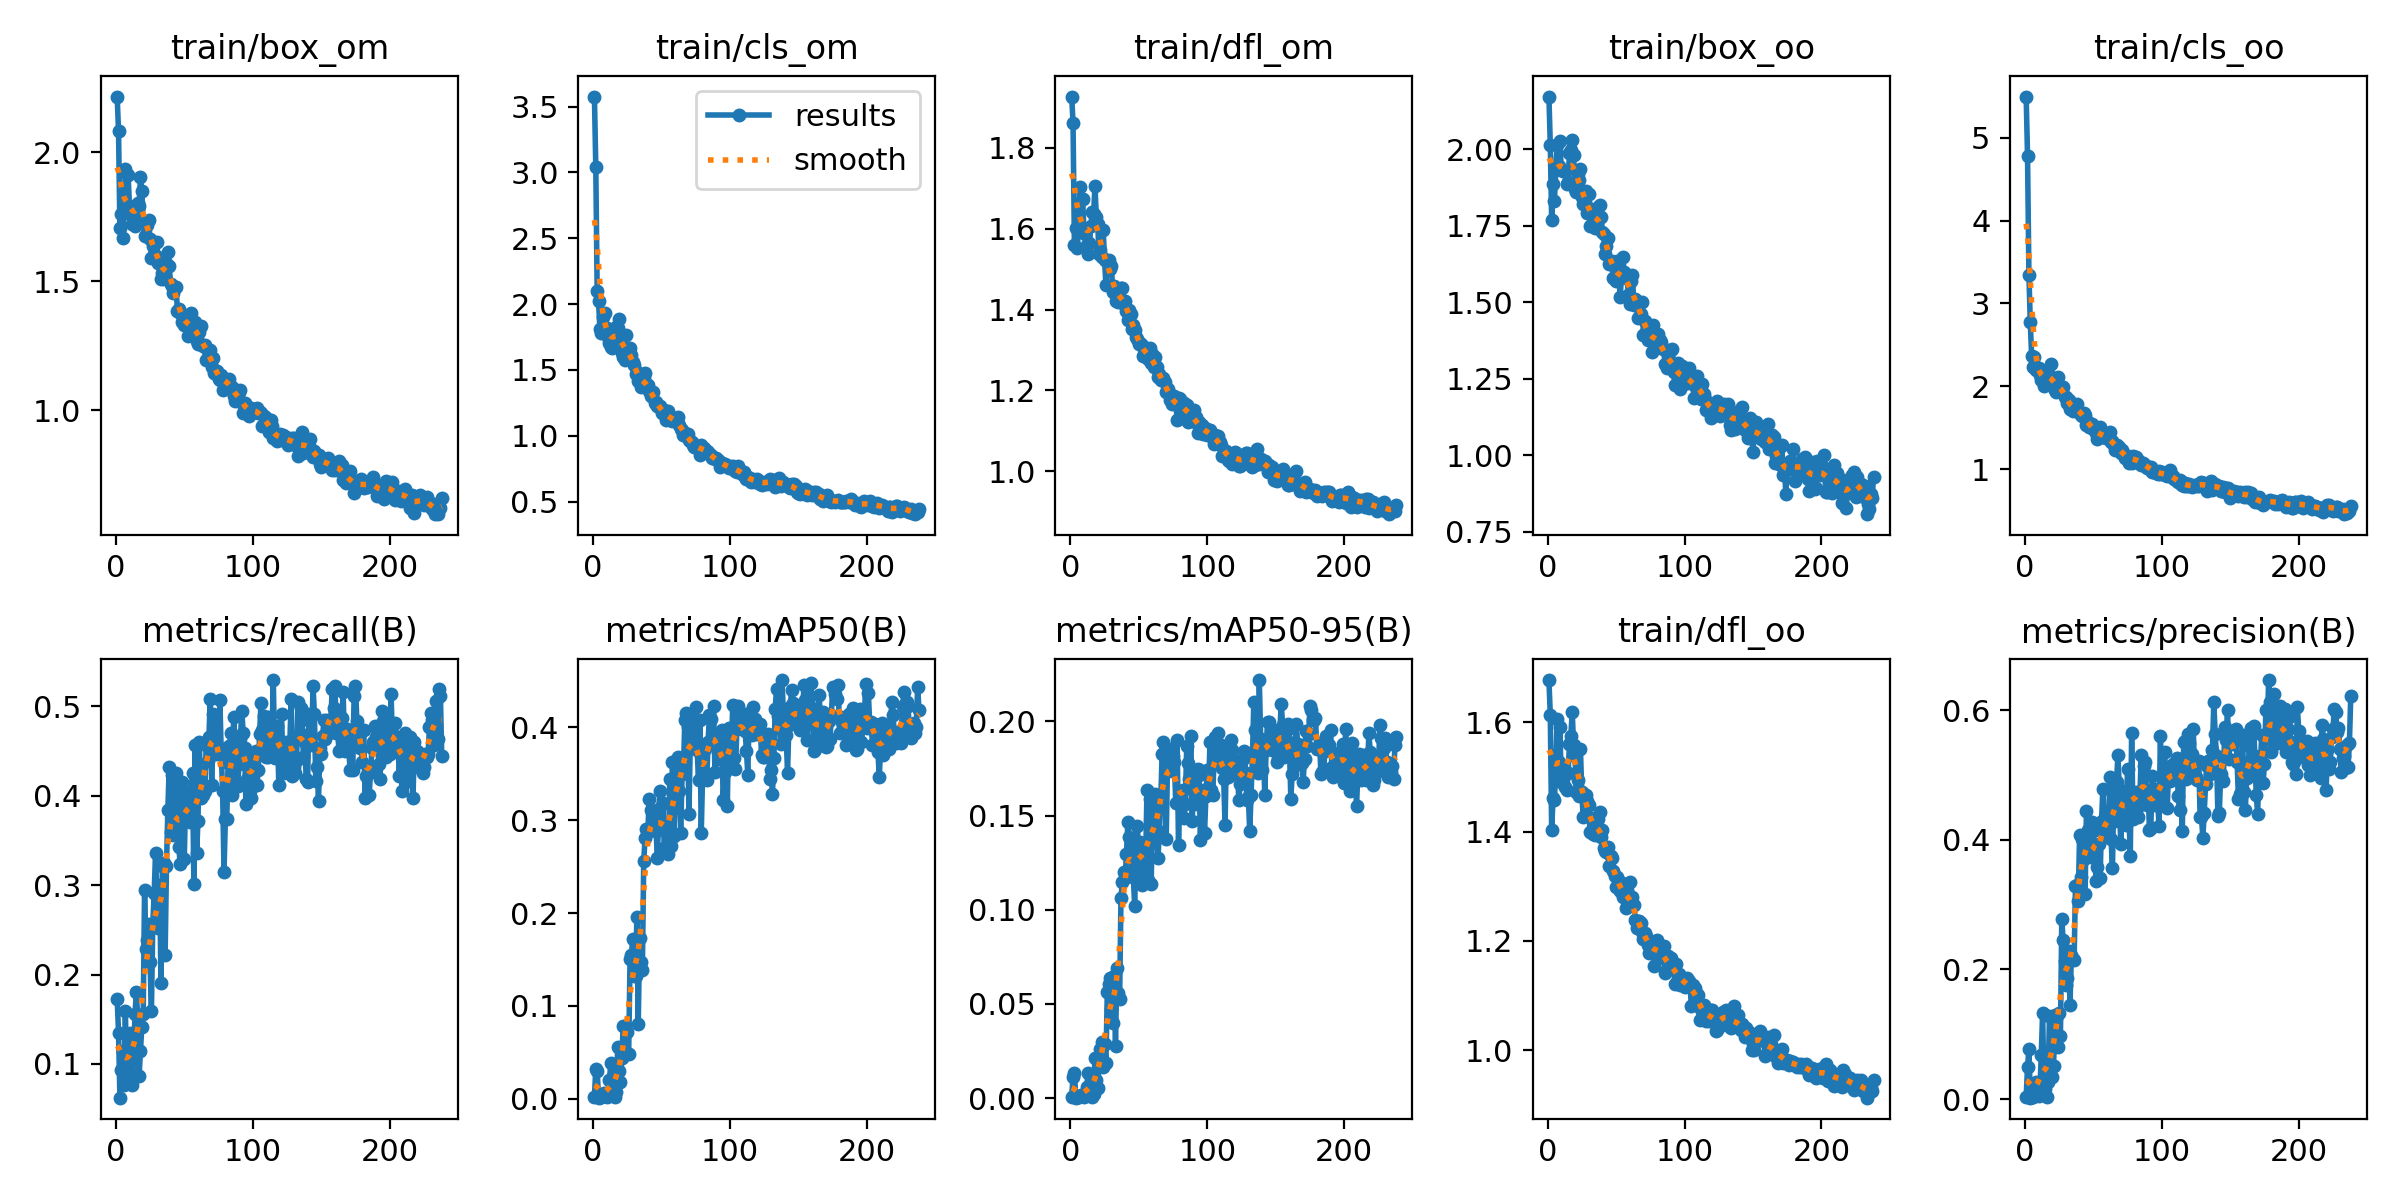 train/box_om
train/cls_om
train/dfl_om
train/box_oo
train/cls_oo
2.0
1.5
1.0
0 100 200
3.5
3.0
2.5
2.0
1.5
1.0
0.5
results
smooth
0 100 200
1.8
1.6
1.4
1.2
1.0
0 100 200
2.00
1.75
1.50
1.25
1.00
0.75
0 100 200
5
4
3
2
1
0 100 200
metrics/recall(B)
metrics/mAP50(B)
metrics/mAP50-95(B)
train/dfl_oo
metrics/precision(B)
0.5
0.4
0.3
0.2
0.1
0 100 200
0.4
0.3
0.2
0.1
0.0
0 100 200
0.20
0.15
0.10
0.05
0.00
0 100 200
1.6
1.4
1.2
1.0
0 100 200
0.6
0.4
0.2
0.0
0 100 200